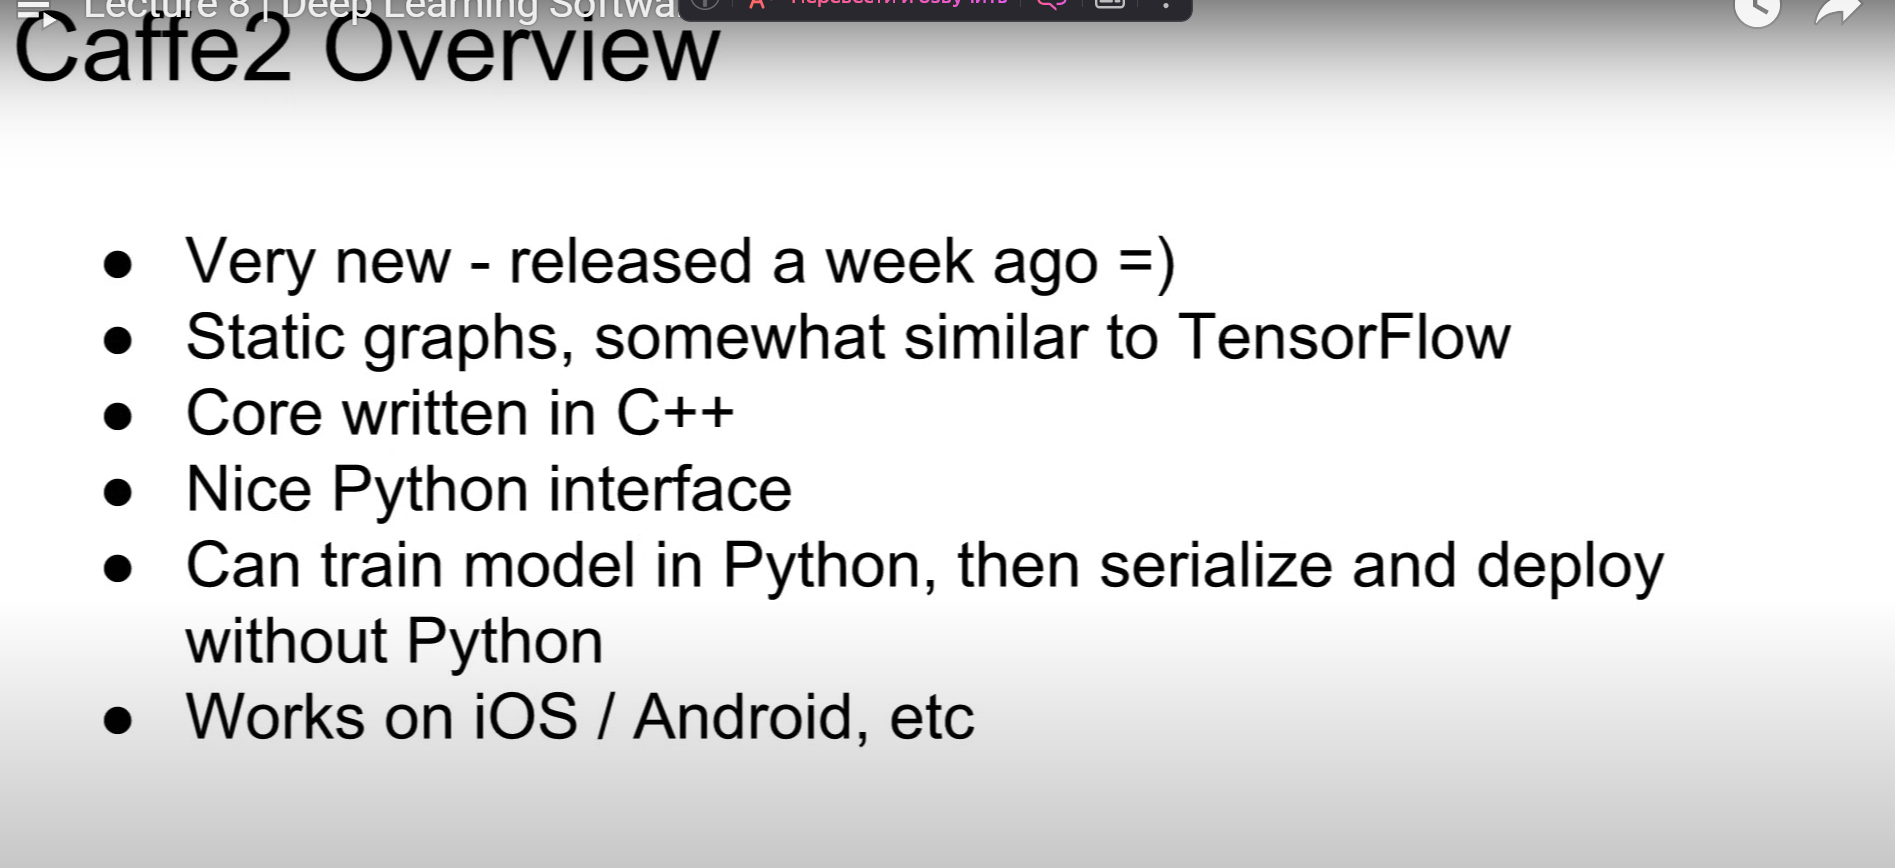 Lecture 8 | Deep Learning Softwa
Перевести и озвучить
Caffe2 Overview
● Very new - released a week ago =)
● Static graphs, somewhat similar to TensorFlow
● Core written in C++
● Nice Python interface
● Can train model in Python, then serialize and deploy
without Python
● Works on iOS / Android, etc